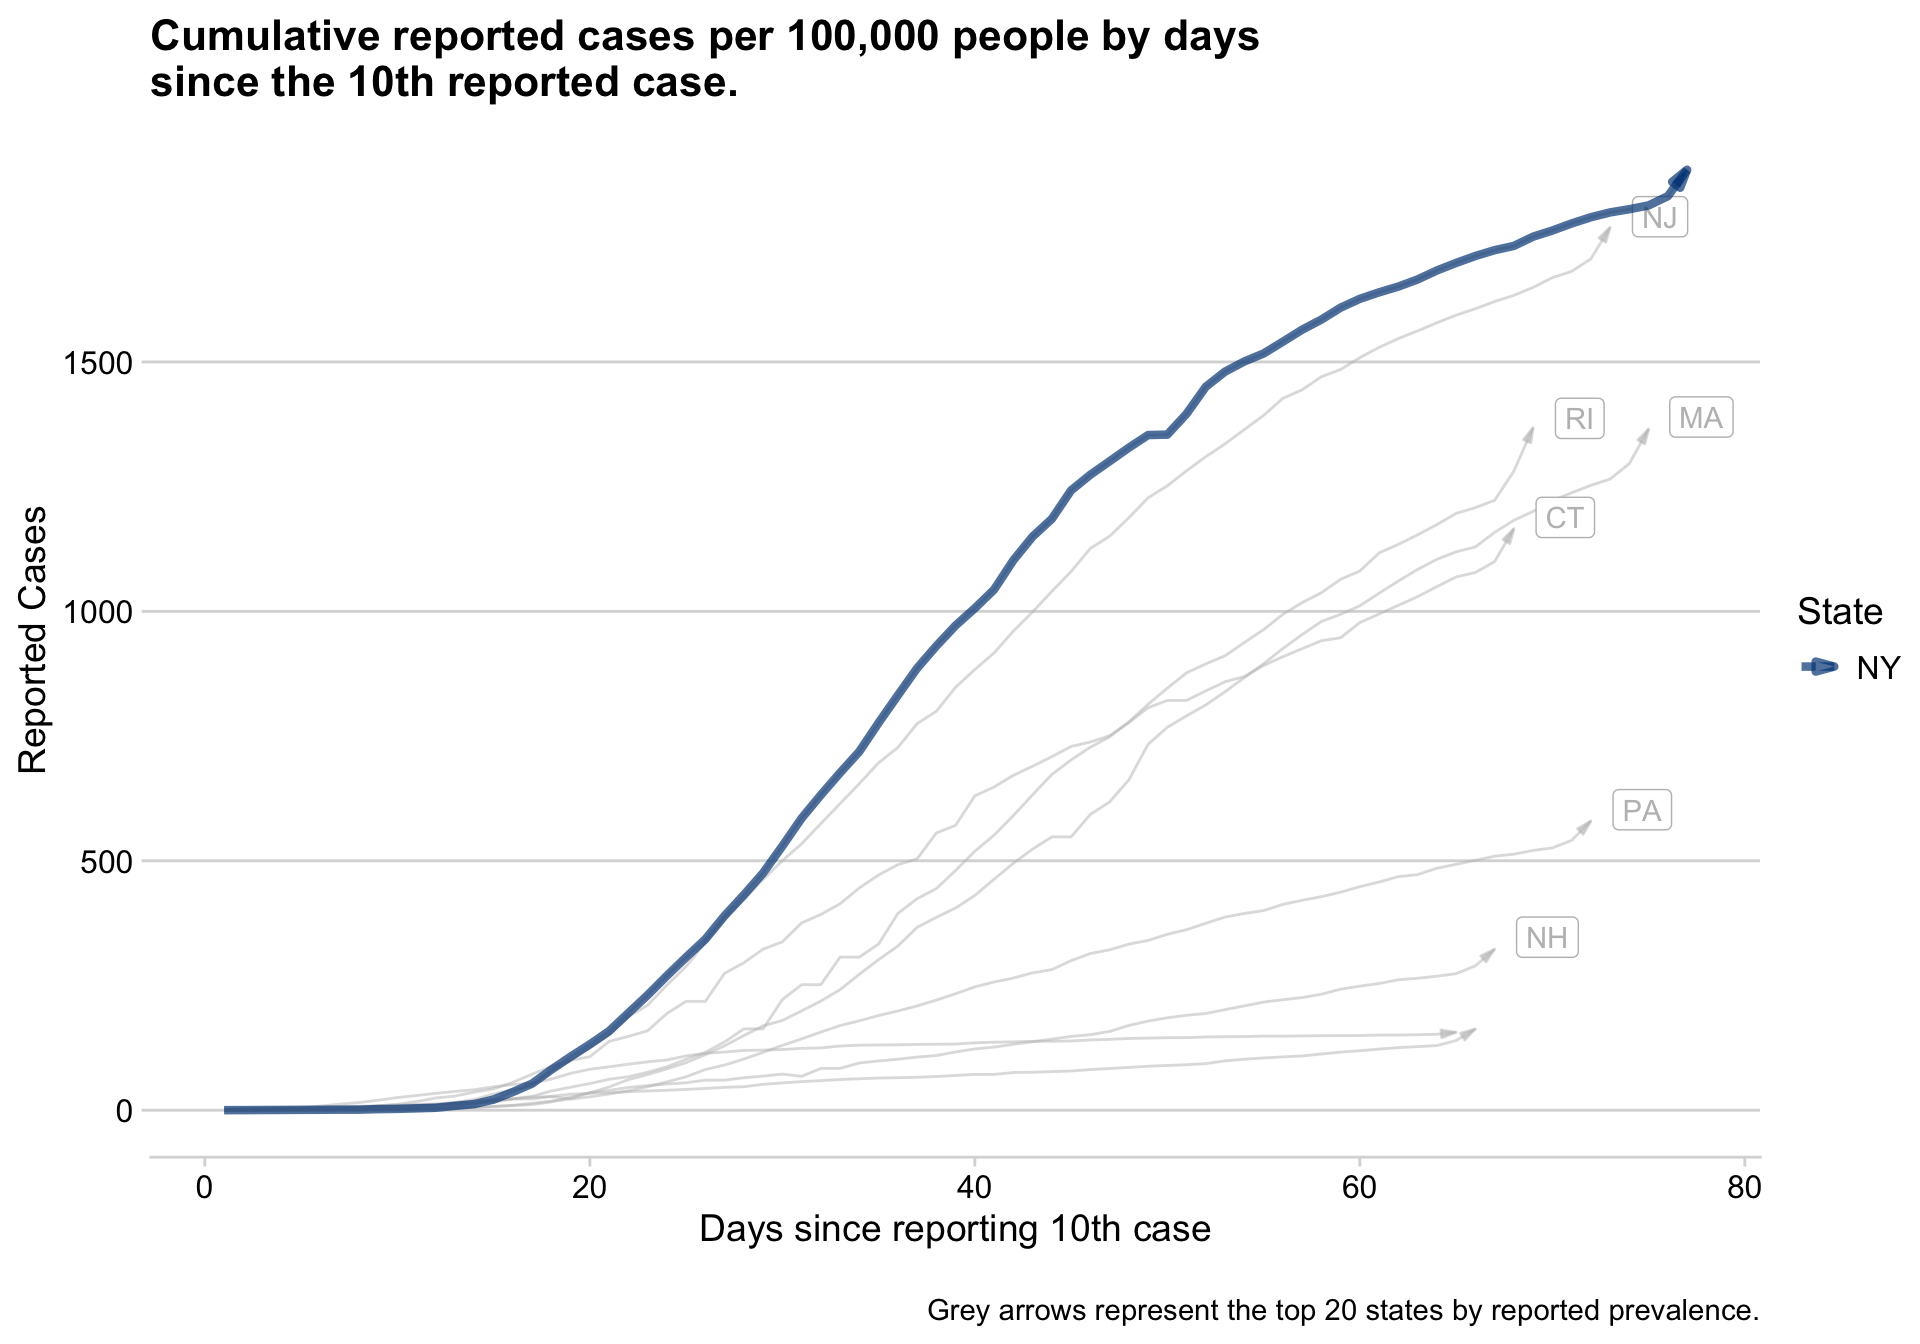 Cumulative reported cases per 100,000 people by days
since the 10th reported case.
NJ
1500
RI
MA
CT
Reported Cases
1000
State
NY
PA
500
NH
0
0 20 40 60 80
Days since reporting 10th case
Grey arrows represent the top 20 states by reported prevalence.